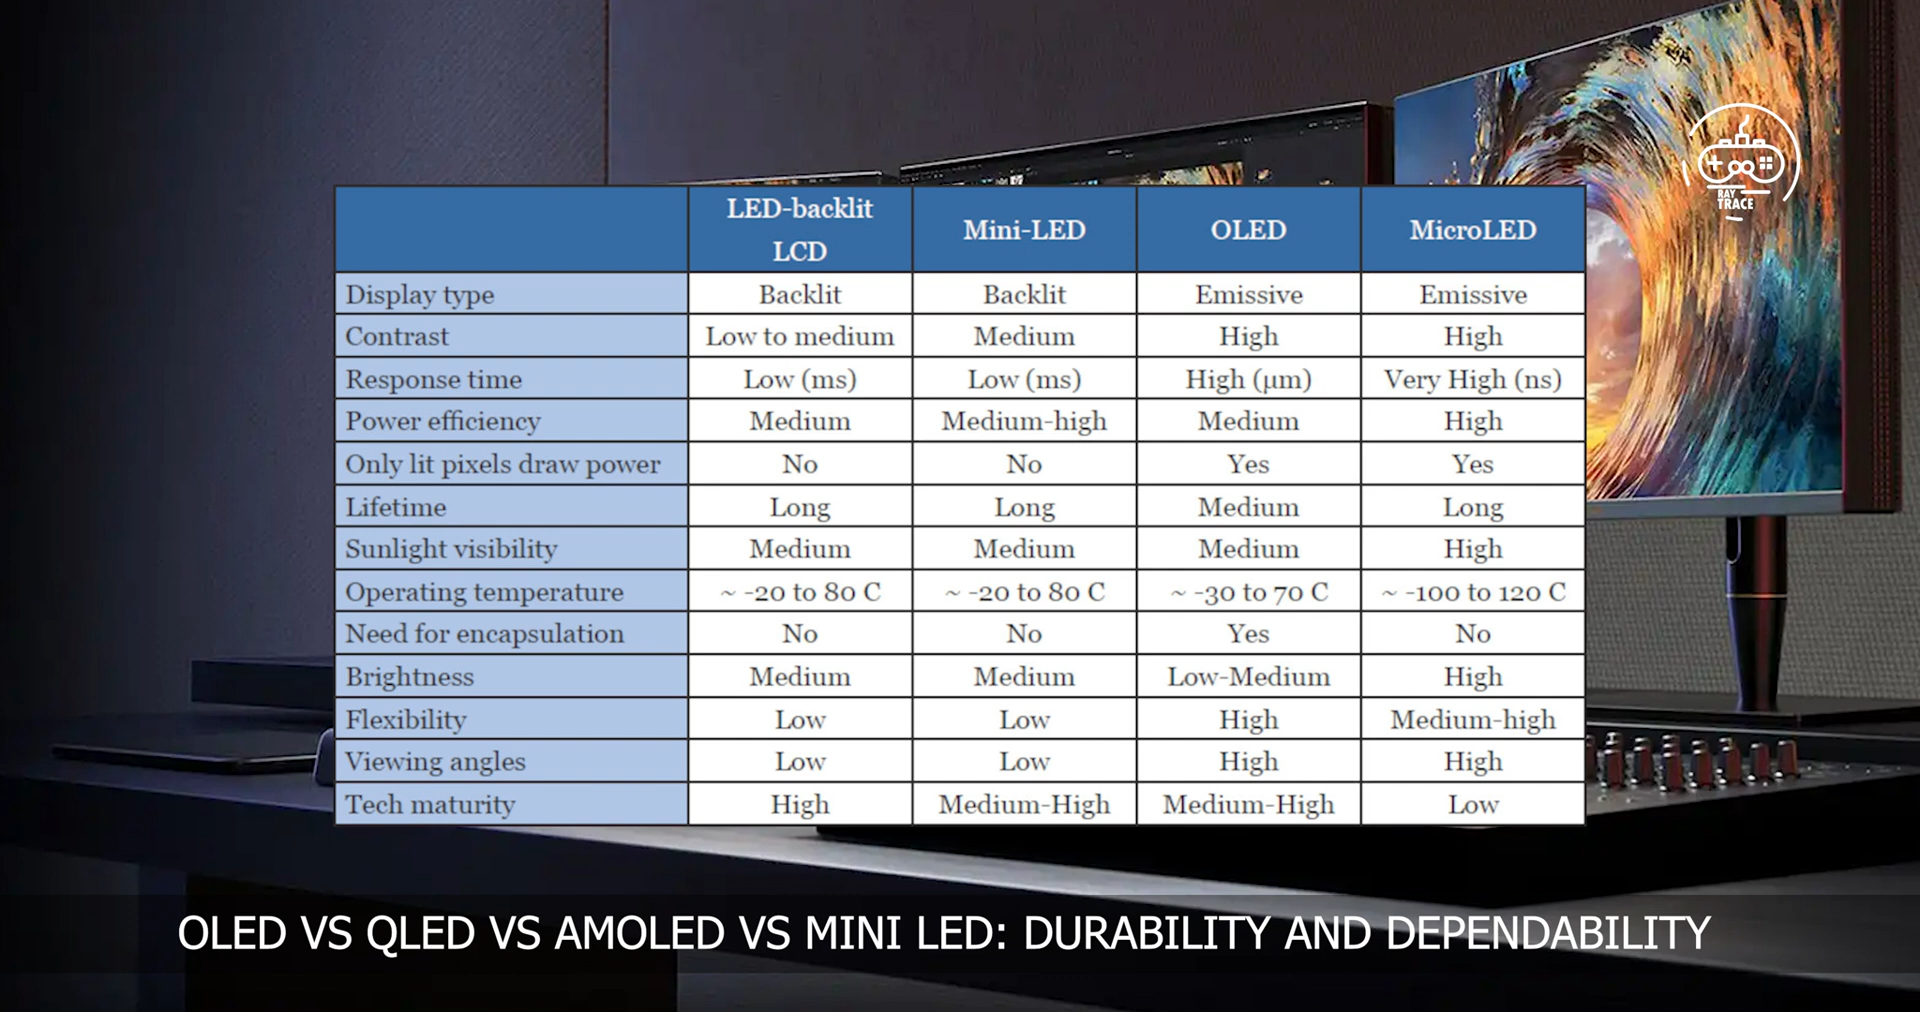 RAY
TRACE
LED-backlit
LCD
Mini-LED
OLED
MicroLED
Display type Backlit Backlit Emissive Emissive
Contrast Low to medium Medium High High
Response time Low (ms) Low (ms) High (μm) Very High (ns)
Power efficiency Medium Medium-high Medium High
Only lit pixels draw power No No Yes Yes
Lifetime Long Long Medium Long
Sunlight visibility Medium Medium Medium High
Operating temperature ~ -20 to 80 C ~ -20 to 80 C ~ -30 to 70 C ~ -100 to 120 C
Need for encapsulation No No Yes No
Brightness Medium Medium Low-Medium High
Flexibility Low Low High Medium-high
Viewing angles Low Low High High
Tech maturity High Medium-High Medium-High Low
OLED VS QLED VS AMOLED VS MINI LED: DURABILITY AND DEPENDABILITY